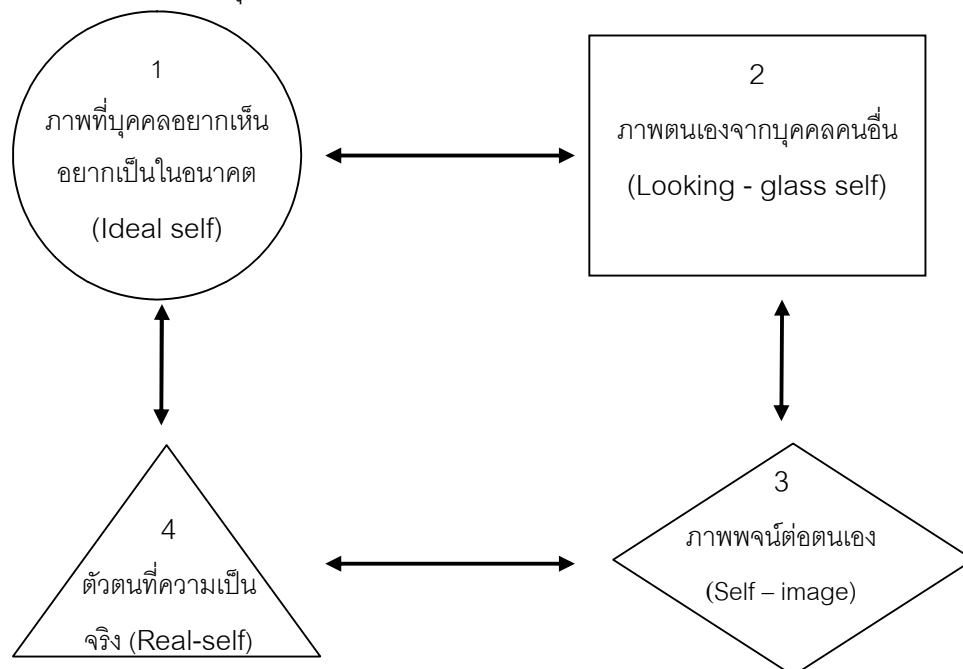 1
ภาพที่บุคคลอยากเห็น
อยากเป็นในอนาคต
(Ideal self)
2
ภาพตนเองจากบุคคลคนอื่น
(Looking - glass self)
3
ภาพพจน์ต่อตนเอง
(Self – image)
4
ตัวตนที่ความเป็น
จริง (Real-self)